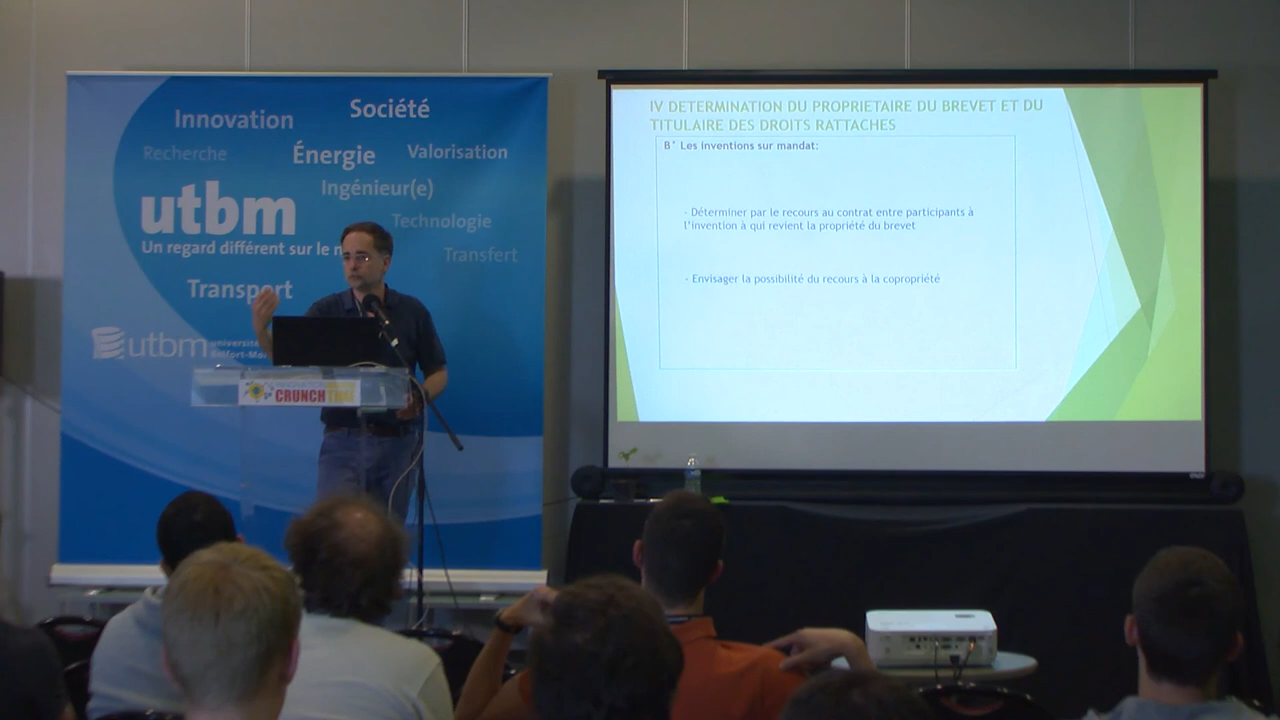 Société
Innovation
Recherche
Énergie
Valorisation
Ingénieur(e)
utbm
Technologie
Un regard différent sur le
Transfert
Transport
utbm
CRUNCH
IV DETERMINATION DU PROPRIETAIRE DU BREVET ET DU
TITULAIRE DES DROITS RATTACHES
B° Les inventions sur mandat:
- Déterminer par le recours au contrat entre participants à
l'invention à qui revient la propriété du brevet
- Envisager la possibilité du recours à la copropriété